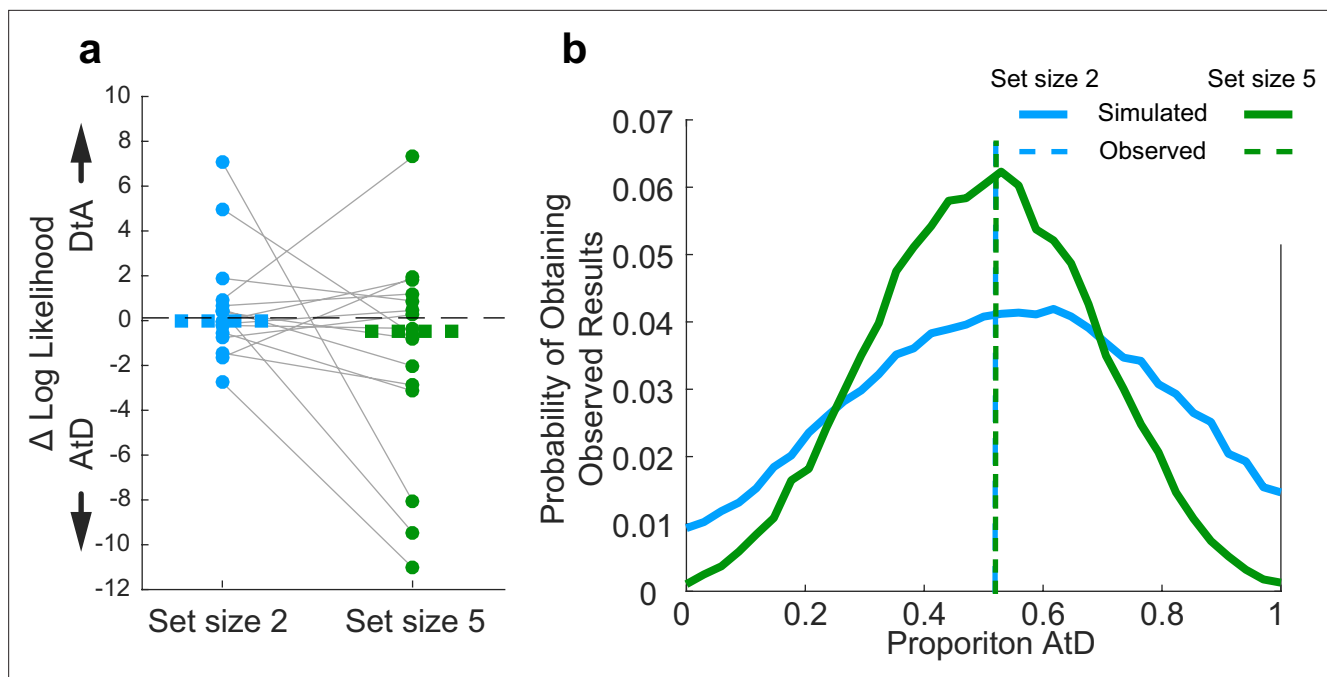 a
10
8
6
4
2
0
-2
-4
-6
-8
-10
-12
Δ Log Likelihood
DtA
AtD
Set size 2
Set size 5
b
Set size 2
Set size 5
Simulated
Observed
0.07
0.06
0.05
0.04
0.03
0.02
0.01
0
Probability of Obtaining
Observed Results
0
0.2
0.4
0.6
0.8
1
Proporiton AtD